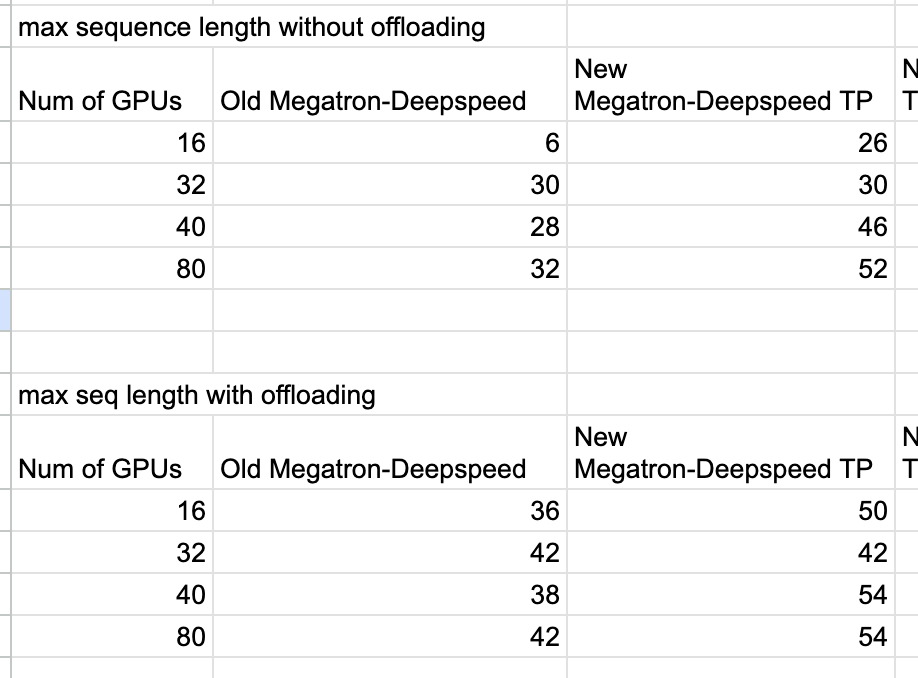 max sequence length without offloading
Num of GPUs Old Megatron-Deepspeed New Megatron-Deepspeed TP N T
16 6 26
32 30 30
40 28 46
80 32 52
max seq length with offloading
Num of GPUs Old Megatron-Deepspeed New Megatron-Deepspeed TP N T
16 36 50
32 42 42
40 38 54
80 42 54